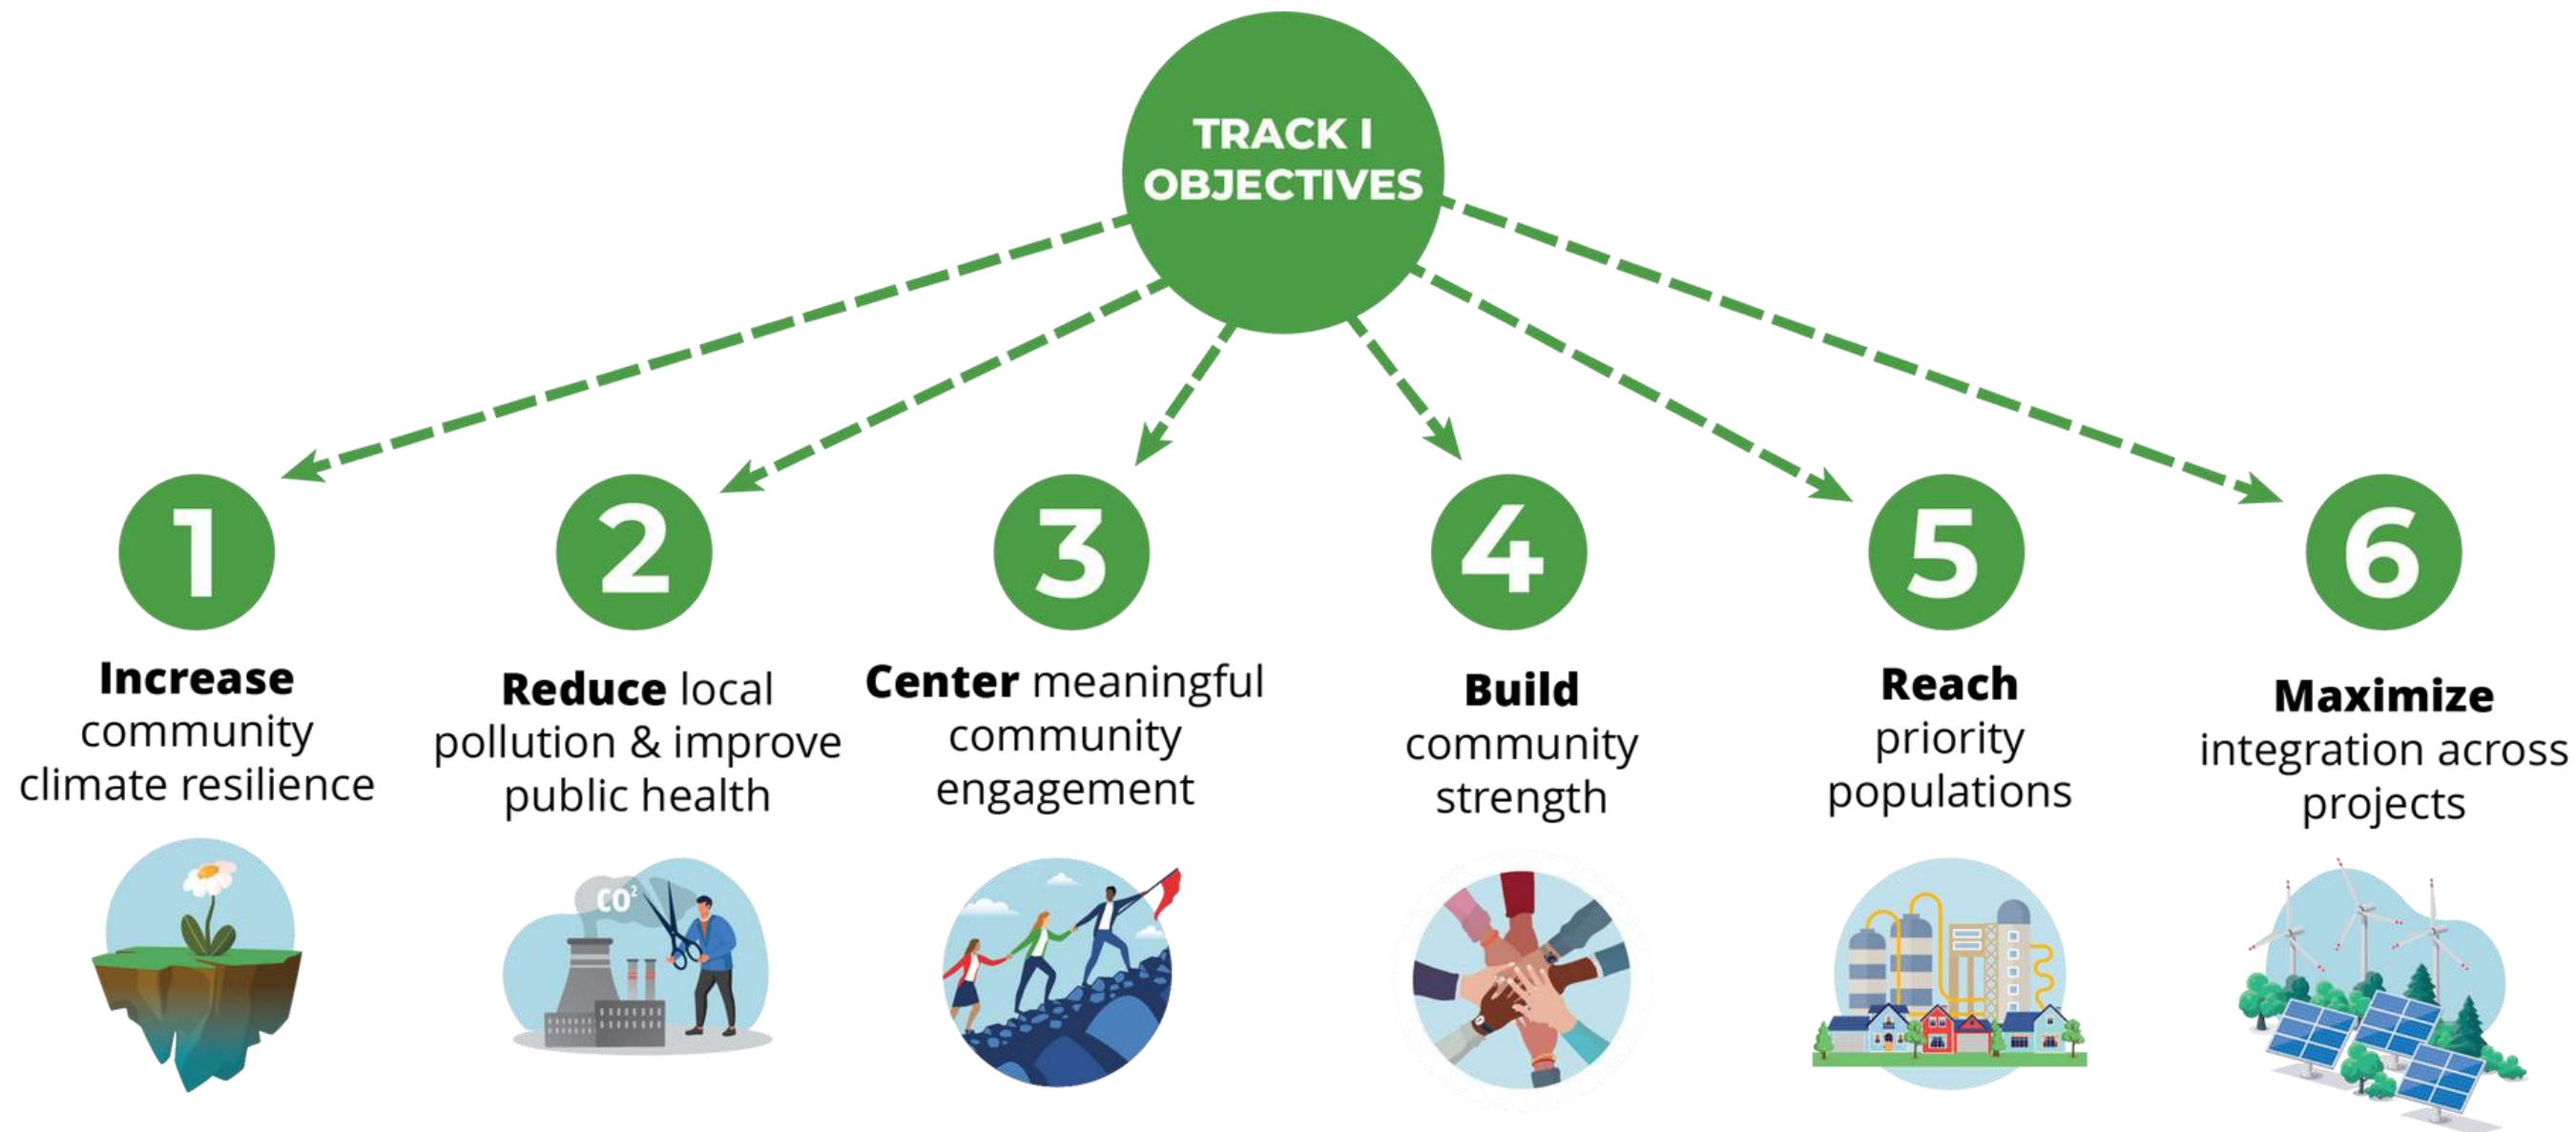 TRACK I
OBJECTIVES
1
Increase
community
climate resilience
2
Reduce local
pollution & improve
public health
CO²
3
Center meaningful
community
engagement
4
Build
community
strength
5
Reach
priority
populations
6
Maximize
integration across
projects